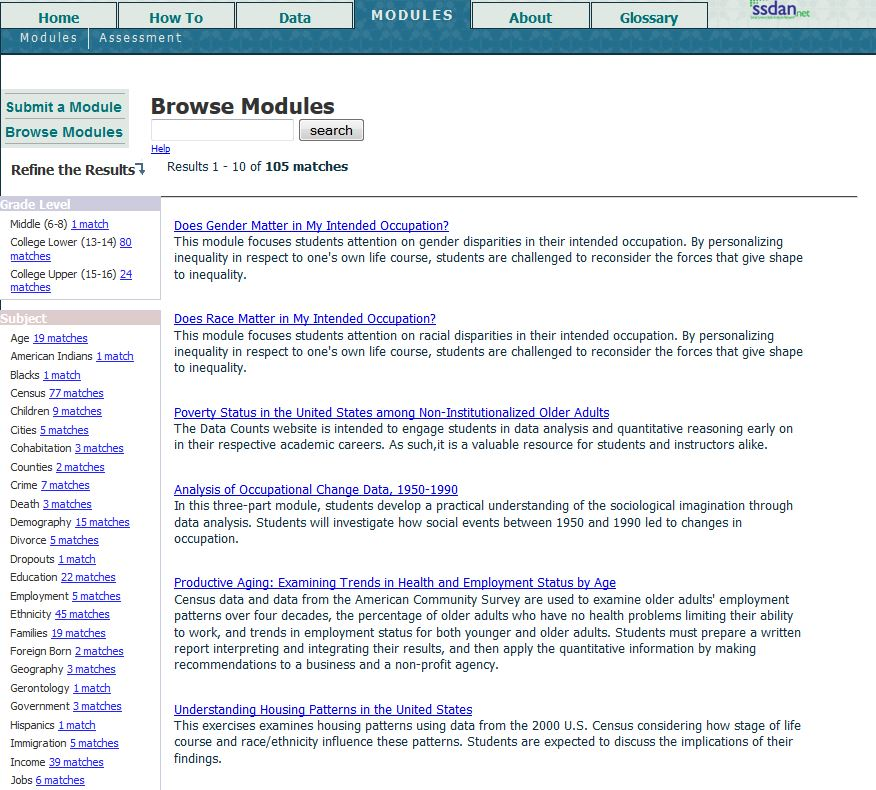 Home
How To
Data
MODULES
About
Glossary
ssdan.net
Modules
Assessment
Submit a Module
Browse Modules
Browse Modules
search
Help
Refine the Results
Results 1 - 10 of 105 matches
Grade Level
Middle (6-8) 1 match
College Lower (13-14) 80
matches
College Upper (15-16) 24
matches
Subject
Age 19 matches
American Indians 1 match
Blacks 1 match
Census 77 matches
Children 9 matches
Cities 5 matches
Cohabitation 3 matches
Counties 2 matches
Crime 7 matches
Death 3 matches
Demography 15 matches
Divorce 5 matches
Dropouts 1 match
Education 22 matches
Employment 5 matches
Ethnicity 45 matches
Families 19 matches
Foreign Born 2 matches
Geography 3 matches
Gerontology 1 match
Government 3 matches
Hispanics 1 match
Immigration 5 matches
Income 39 matches
Jobs 6 matches
Does Gender Matter in My Intended Occupation?
This module focuses students attention on gender disparities in their intended occupation. By personalizing
inequality in respect to one's own life course, students are challenged to reconsider the forces that give shape
to inequality.
Does Race Matter in My Intended Occupation?
This module focuses students attention on racial disparities in their intended occupation. By personalizing
inequality in respect to one's own life course, students are challenged to reconsider the forces that give shape
to inequality.
Poverty Status in the United States among Non-Institutionalized Older Adults
The Data Counts website is intended to engage students in data analysis and quantitative reasoning early on
in their respective academic careers. As such,it is a valuable resource for students and instructors alike.
Analysis of Occupational Change Data, 1950-1990
In this three-part module, students develop a practical understanding of the sociological imagination through
data analysis. Students will investigate how social events between 1950 and 1990 led to changes in
occupation.
Productive Aging: Examining Trends in Health and Employment Status by Age
Census data and data from the American Community Survey are used to examine older adults' employment
patterns over four decades, the percentage of older adults who have no health problems limiting their ability
to work, and trends in employment status for both younger and older adults. Students must prepare a written
report interpreting and integrating their results, and then apply the quantitative information by making
recommendations to a business and a non-profit agency.
Understanding Housing Patterns in the United States
This exercises examines housing patterns using data from the 2000 U.S. Census considering how stage of life
course and race/ethnicity influence these patterns. Students are expected to discuss the implications of their
findings.